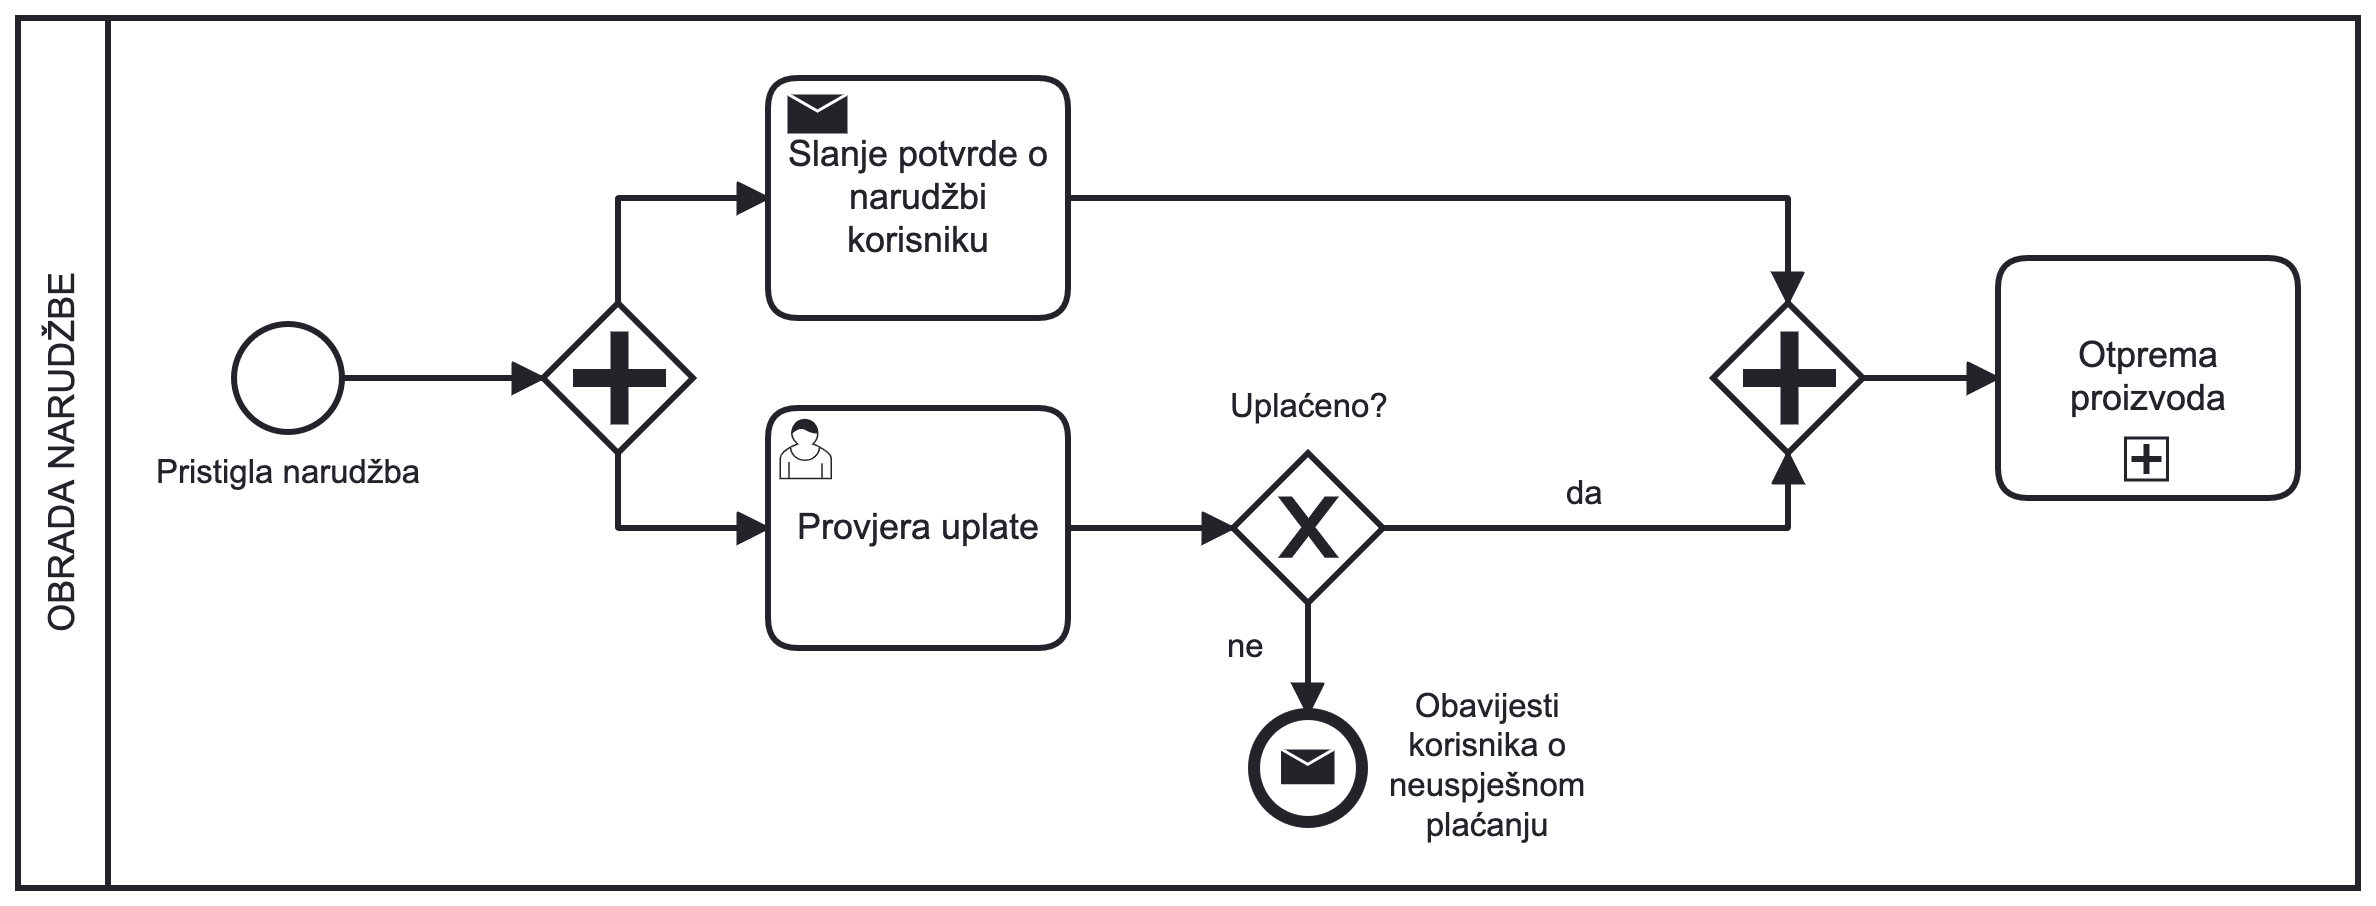 OBRADA NARUDŽBE
Pristigla narudžba
Slanje potvrde o
narudžbi
korisniku
Provjera uplate
Uplaćeno?
da
ne
Obavijesti
korisnika o
neuspješnom
plaćanju
Otprema
proizvoda